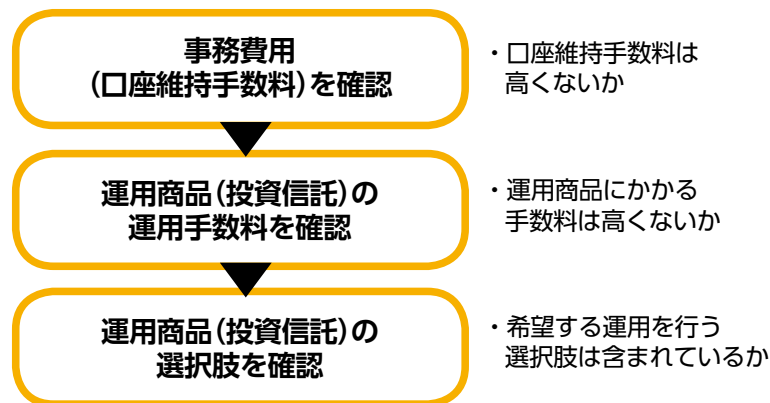 事務費用
(口座維持手数料)を確認
・口座維持手数料は
高くないか
運用商品(投資信託)の
運用手数料を確認
・運用商品にかかる
手数料は高くないか
運用商品(投資信託)の
選択肢を確認
・希望する運用を行う
選択肢は含まれているか